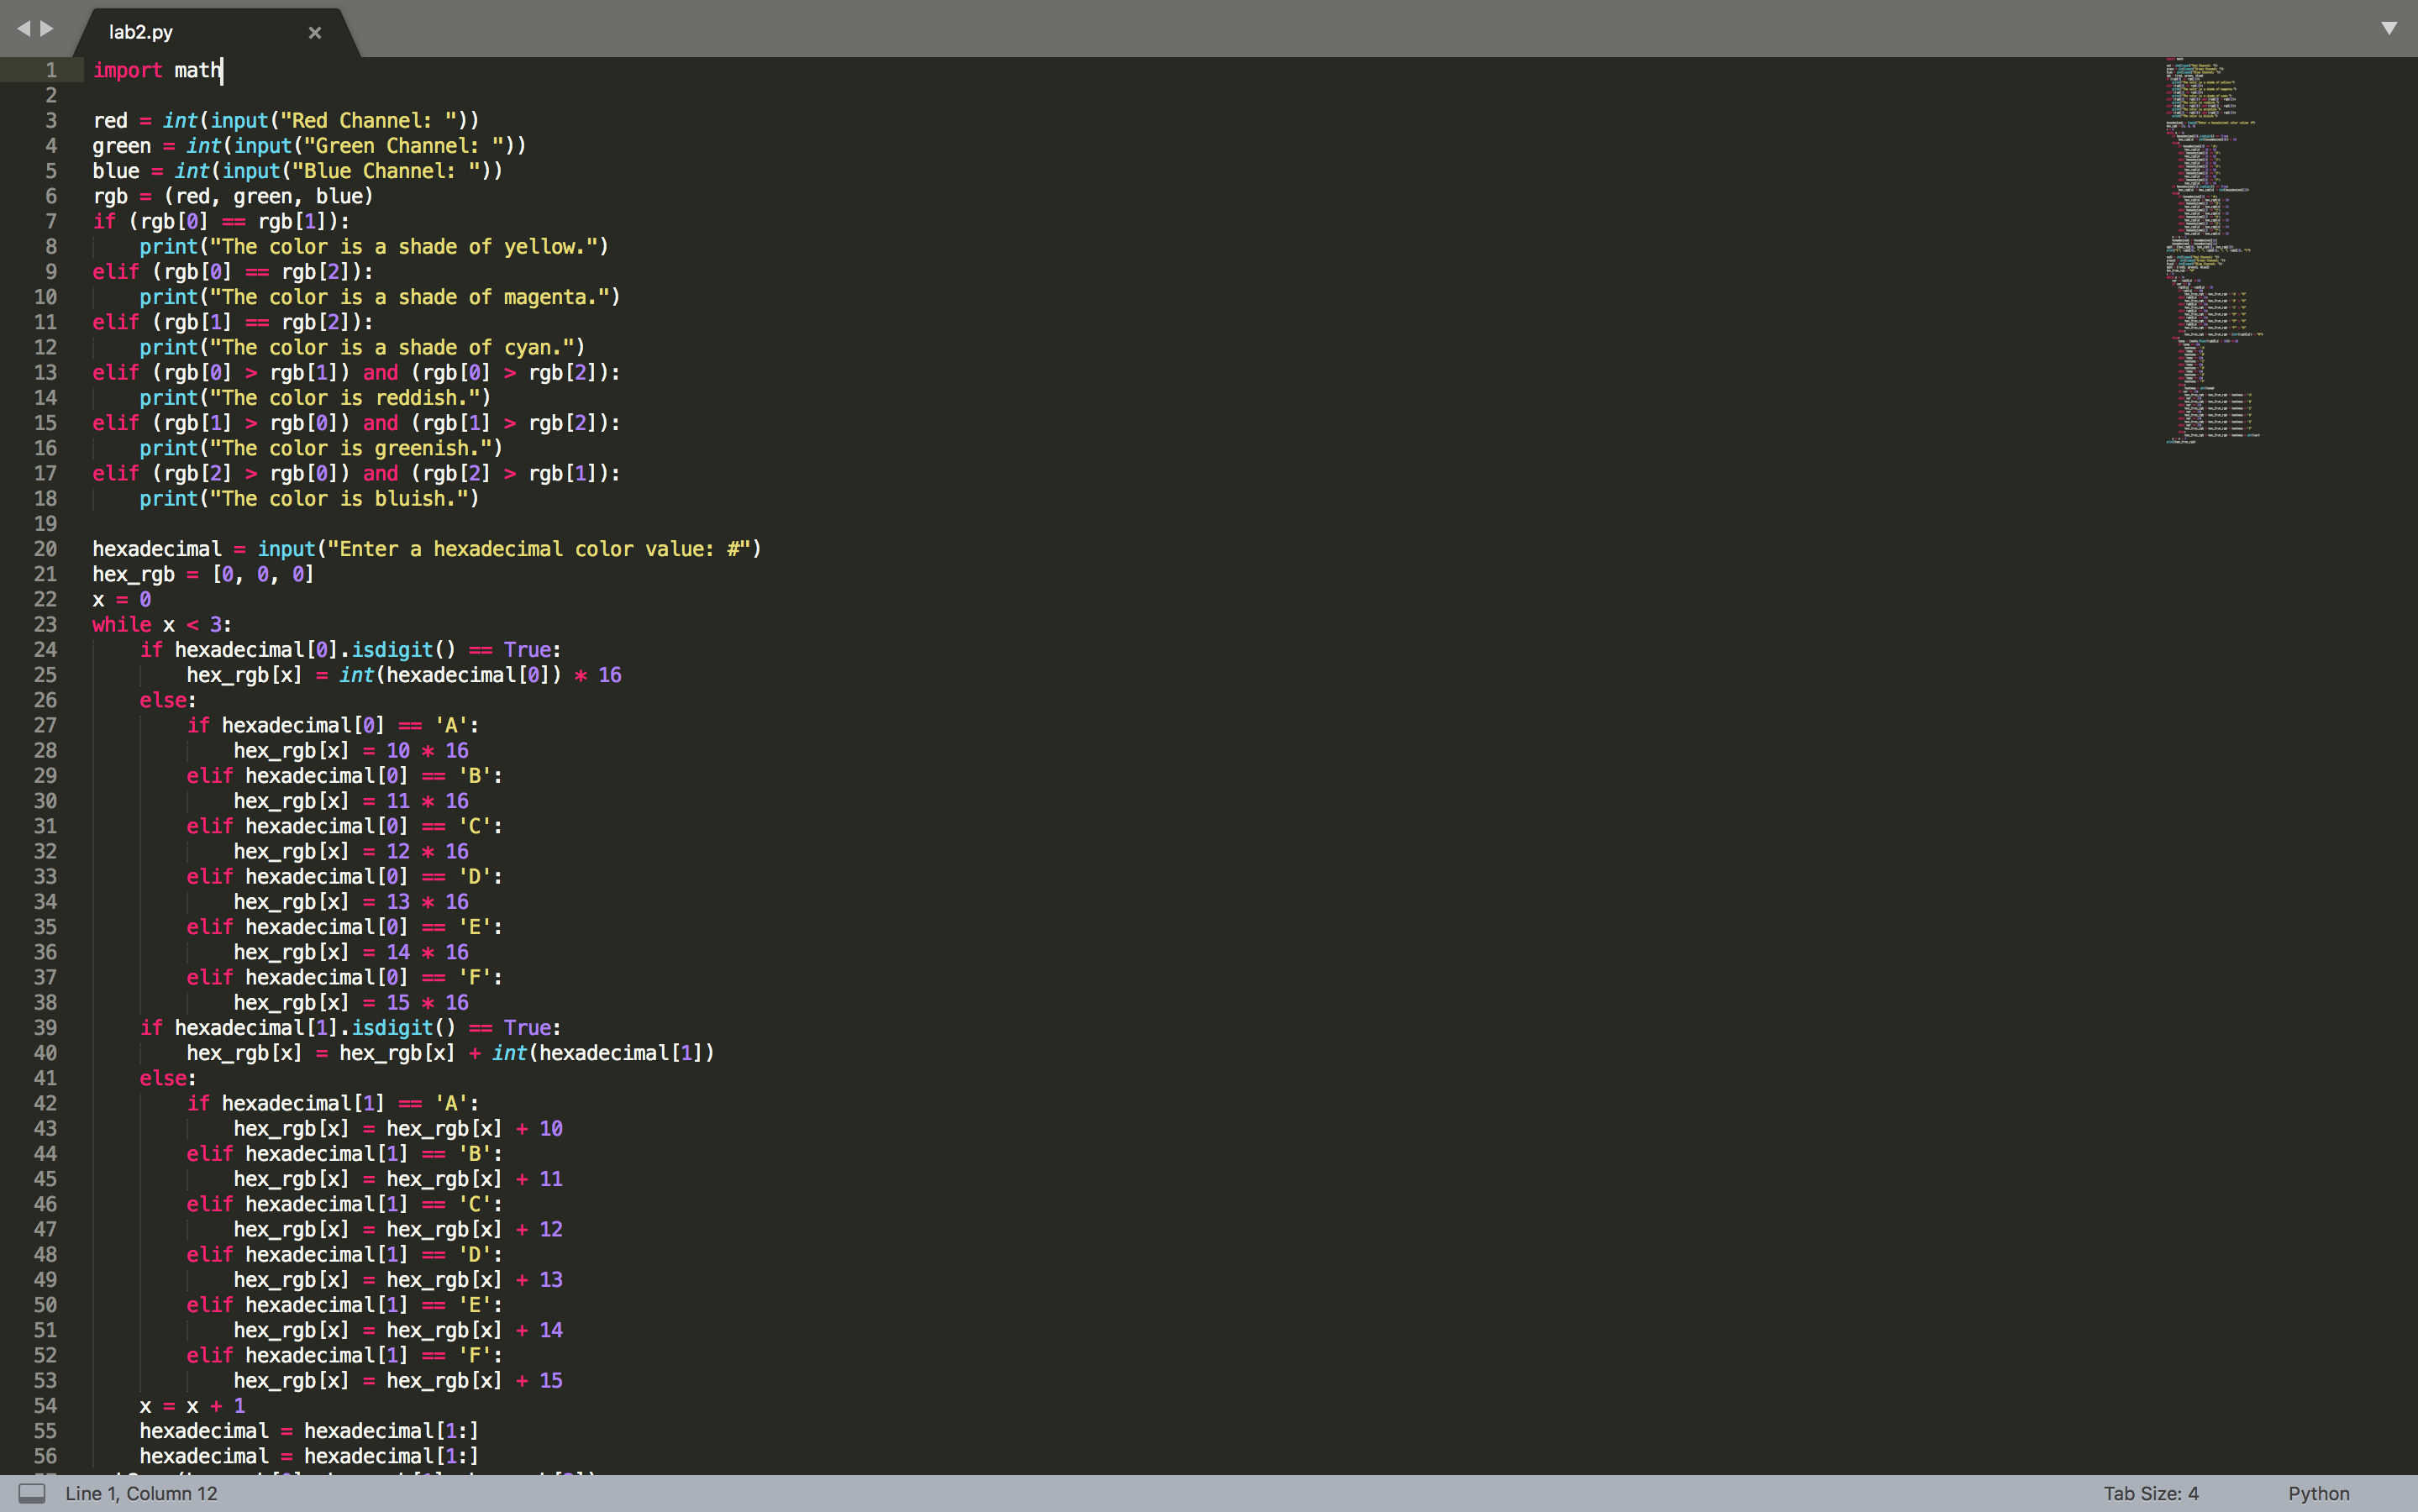 lab2.py
1 import math
2
3 red = int(input("Red Channel: "))
4 green = int(input("Green Channel: "))
5 blue = int(input("Blue Channel: "))
6 rgb = (red, green, blue)
7 if (rgb[0] == rgb[1]):
8     print("The color is a shade of yellow.")
9 elif (rgb[0] == rgb[2]):
10     print("The color is a shade of magenta.")
11 elif (rgb[1] == rgb[2]):
12     print("The color is a shade of cyan.")
13 elif (rgb[0] > rgb[1]) and (rgb[0] > rgb[2]):
14     print("The color is reddish.")
15 elif (rgb[1] > rgb[0]) and (rgb[1] > rgb[2]):
16     print("The color is greenish.")
17 elif (rgb[2] > rgb[0]) and (rgb[2] > rgb[1]):
18     print("The color is bluish.")
19
20 hexadecimal = input("Enter a hexadecimal color value: #")
21 hex_rgb = [0, 0, 0]
22 x = 0
23 while x < 3:
24     if hexadecimal[0].isdigit() == True:
25         hex_rgb[x] = int(hexadecimal[0]) * 16
26     else:
27         if hexadecimal[0] == 'A':
28             hex_rgb[x] = 10 * 16
29         elif hexadecimal[0] == 'B':
30             hex_rgb[x] = 11 * 16
31         elif hexadecimal[0] == 'C':
32             hex_rgb[x] = 12 * 16
33         elif hexadecimal[0] == 'D':
34             hex_rgb[x] = 13 * 16
35         elif hexadecimal[0] == 'E':
36             hex_rgb[x] = 14 * 16
37         elif hexadecimal[0] == 'F':
38             hex_rgb[x] = 15 * 16
39     if hexadecimal[1].isdigit() == True:
40         hex_rgb[x] = hex_rgb[x] + int(hexadecimal[1])
41     else:
42         if hexadecimal[1] == 'A':
43             hex_rgb[x] = hex_rgb[x] + 10
44         elif hexadecimal[1] == 'B':
45             hex_rgb[x] = hex_rgb[x] + 11
46         elif hexadecimal[1] == 'C':
47             hex_rgb[x] = hex_rgb[x] + 12
48         elif hexadecimal[1] == 'D':
49             hex_rgb[x] = hex_rgb[x] + 13
50         elif hexadecimal[1] == 'E':
51             hex_rgb[x] = hex_rgb[x] + 14
52         elif hexadecimal[1] == 'F':
53             hex_rgb[x] = hex_rgb[x] + 15
54     x = x + 1
55     hexadecimal = hexadecimal[1:]
56     hexadecimal = hexadecimal[1:]
Line 1, Column 12
Tab Size: 4
Python